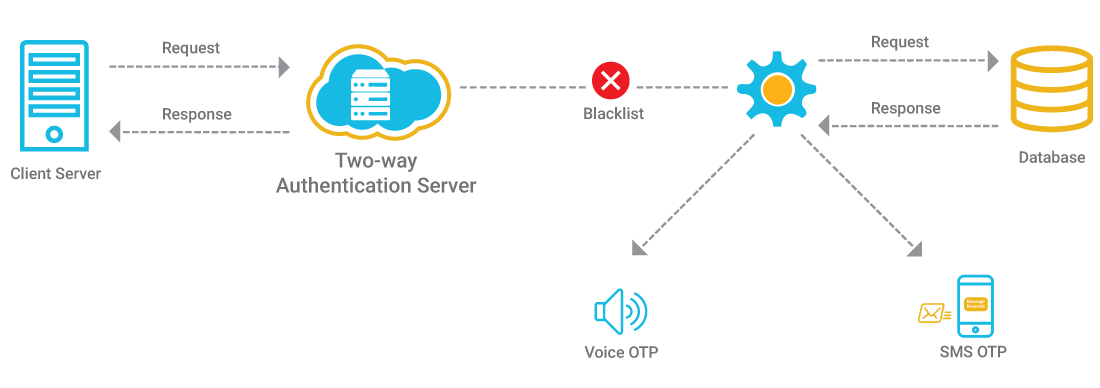 Request
Response
Client Server
Two-way
Authentication Server
Blacklist
Request
Response
Database
Voice OTP
Message
Received
SMS OTP